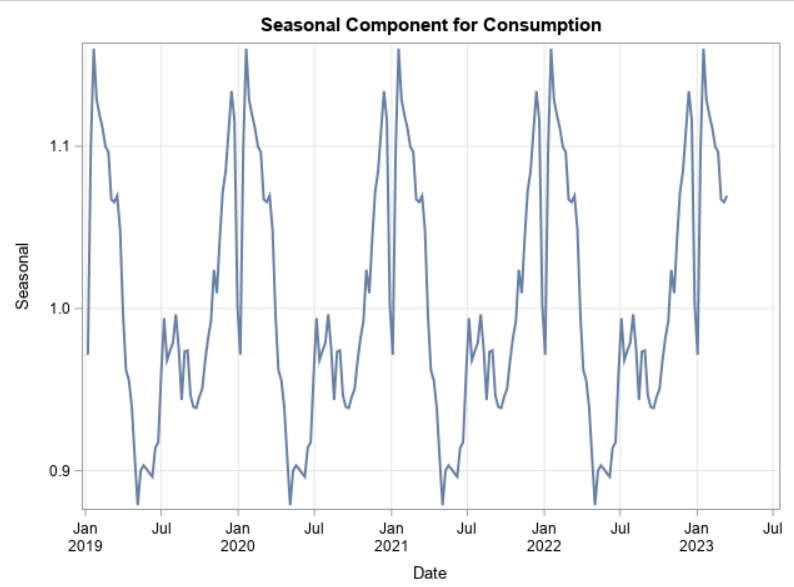 Seasonal Component for Consumption
1.1
1.0
0.9
Seasonal
Jan Jul Jan Jul Jan Jul Jan Jul Jan Jul
2019 2020 2021 2022 2023
Date